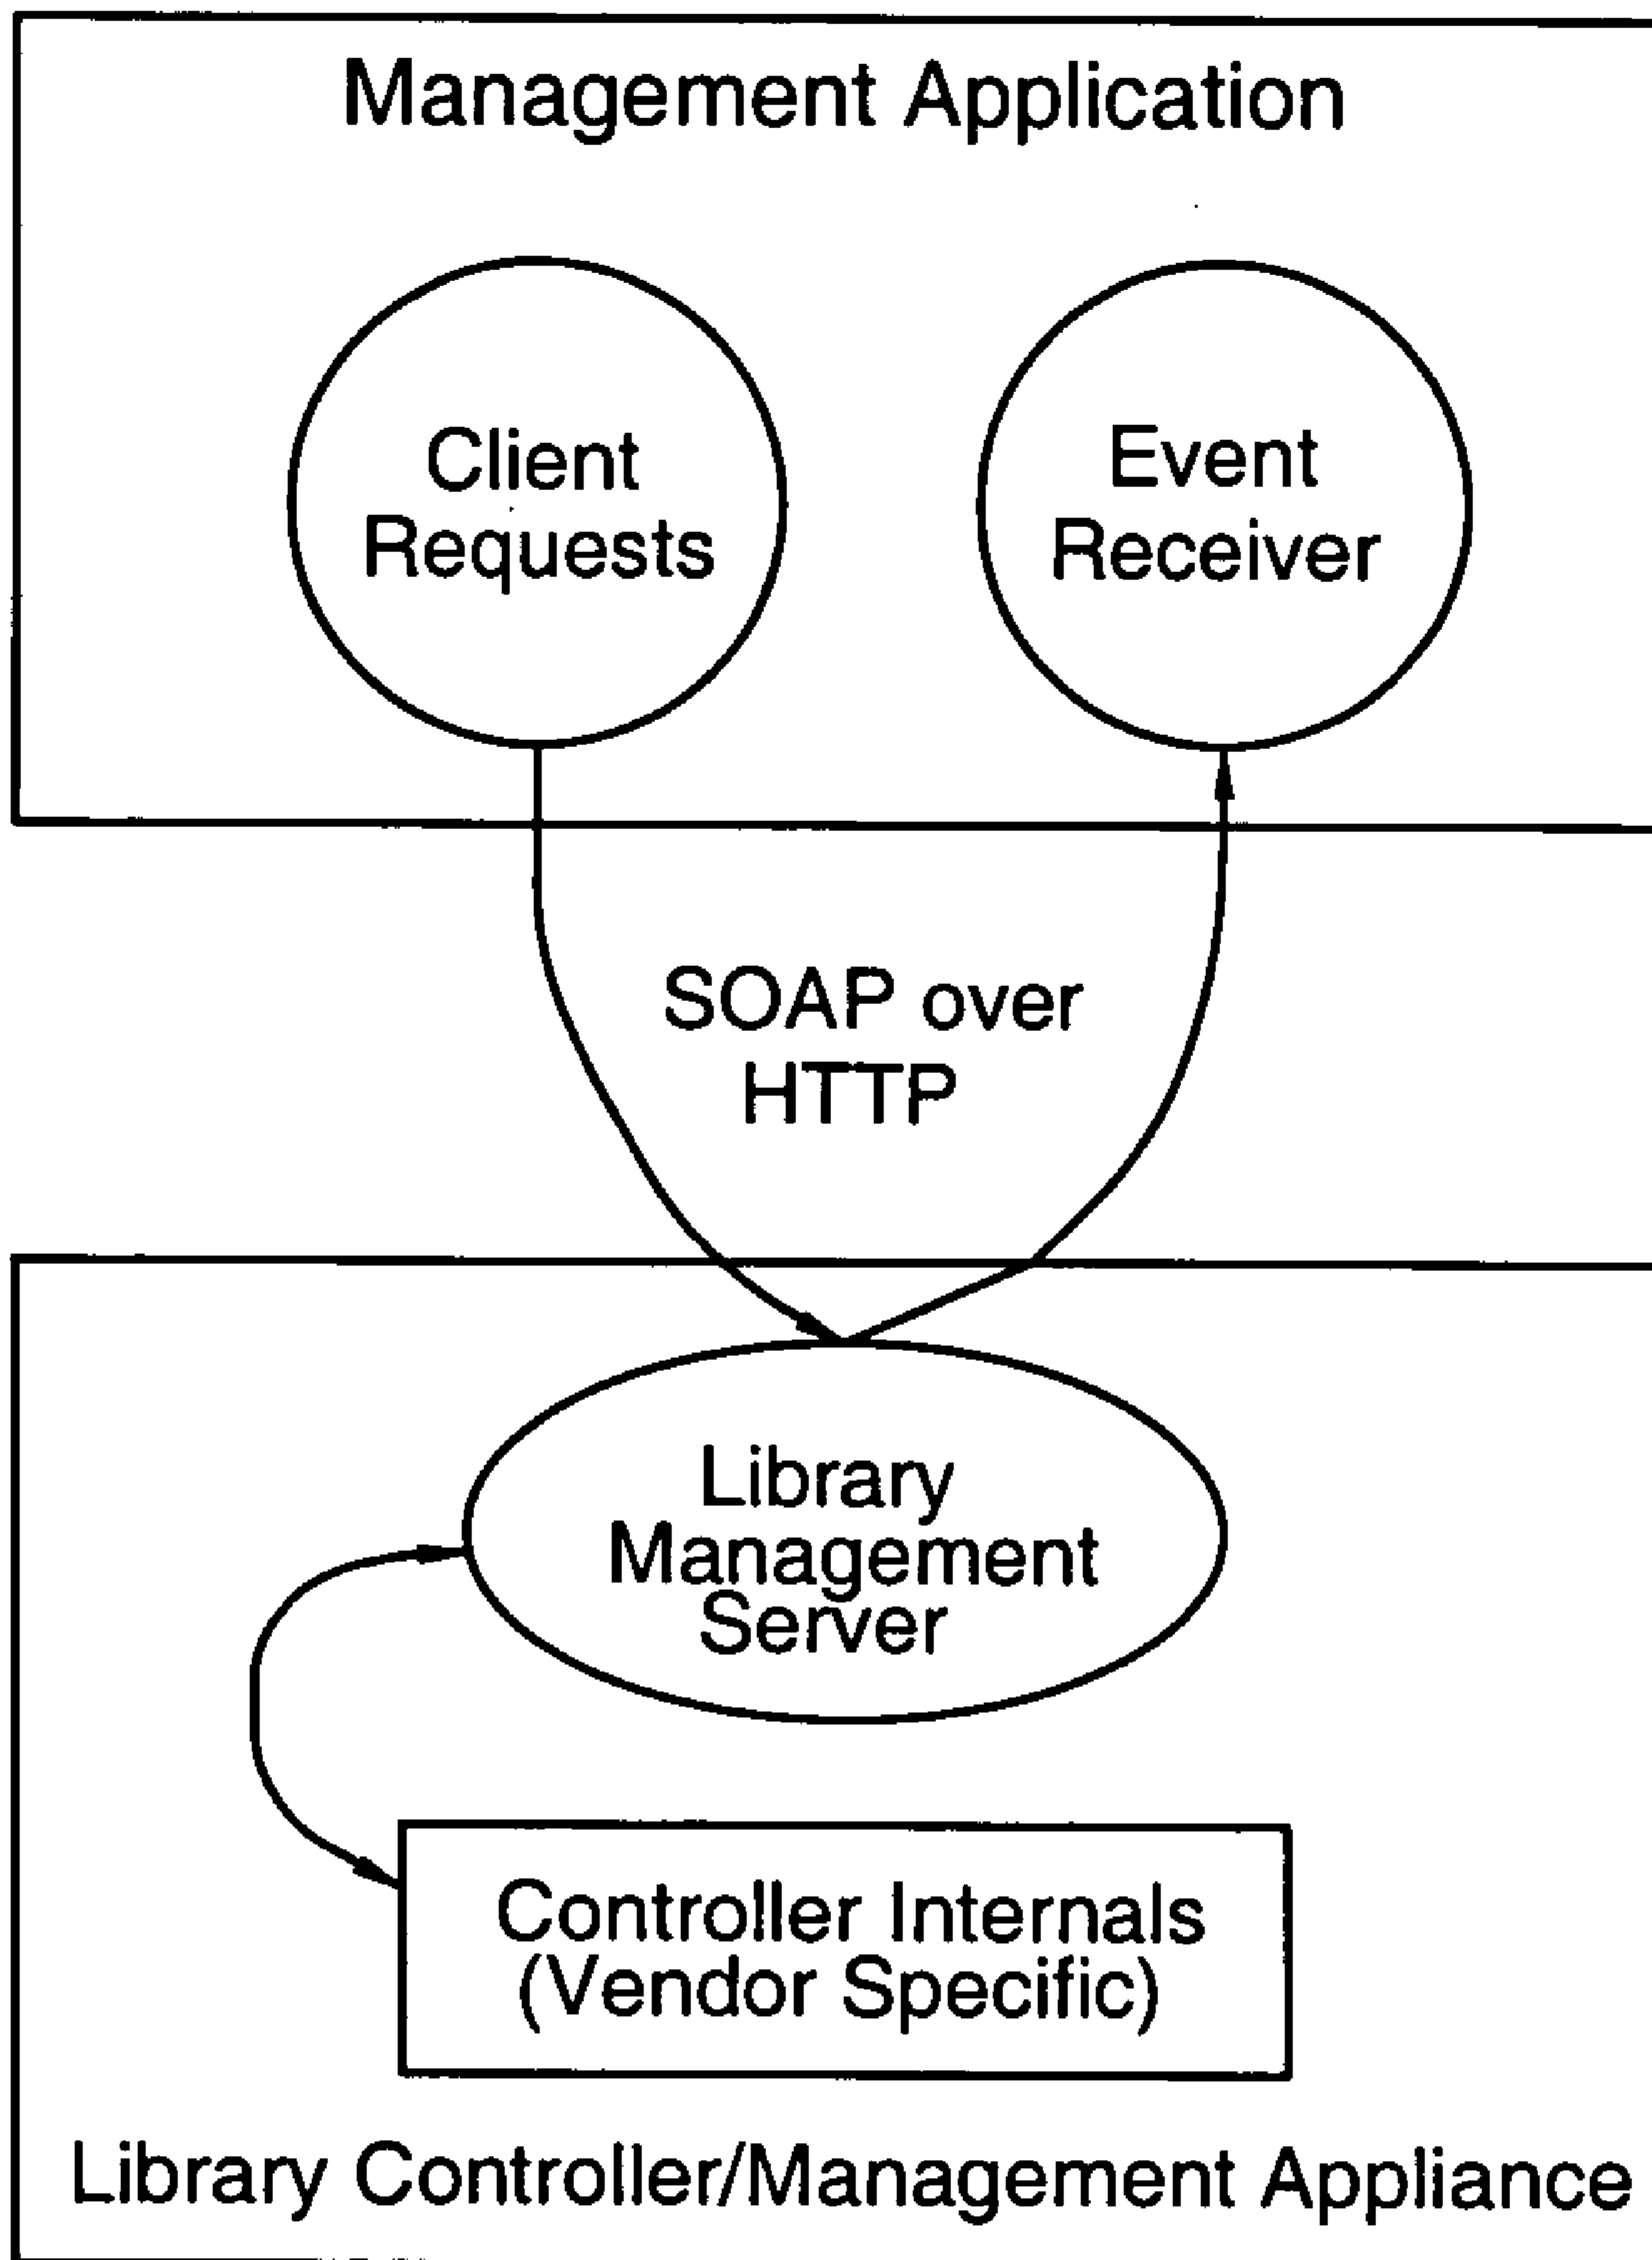 Management Application
Client
Requests
Event
Receiver
SOAP over
HTTP
Library
Management
Server
Controller Internals
(Vendor Specific)
Library Controller/Management Appliance